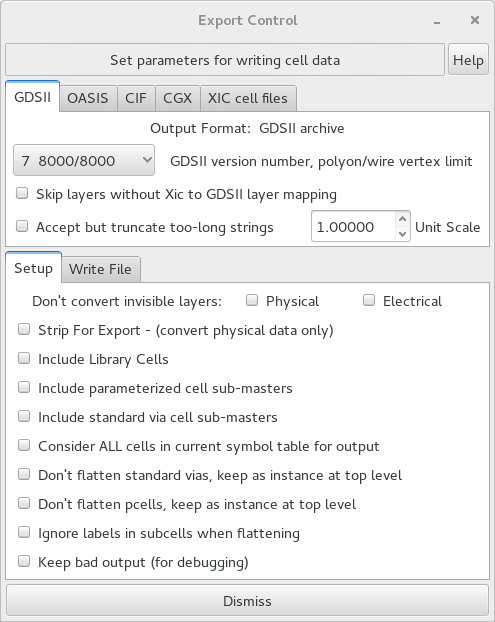 Export Control
Set parameters for writing cell data Help
GDSII OASIS CIF CGX XIC cell files
Output Format: GDSII archive
7 8000/8000 GDSII version number, polyon/wire vertex limit
Skip layers without Xic to GDSII layer mapping
Accept but truncate too-long strings 1.00000 Unit Scale
Setup Write File
Don't convert invisible layers: Physical Electrical
Strip For Export - (convert physical data only)
Include Library Cells
Include parameterized cell sub-masters
Include standard via cell sub-masters
Consider ALL cells in current symbol table for output
Don't flatten standard vias, keep as instance at top level
Don't flatten pcells, keep as instance at top level
Ignore labels in subcells when flattening
Keep bad output (for debugging)
Dismiss